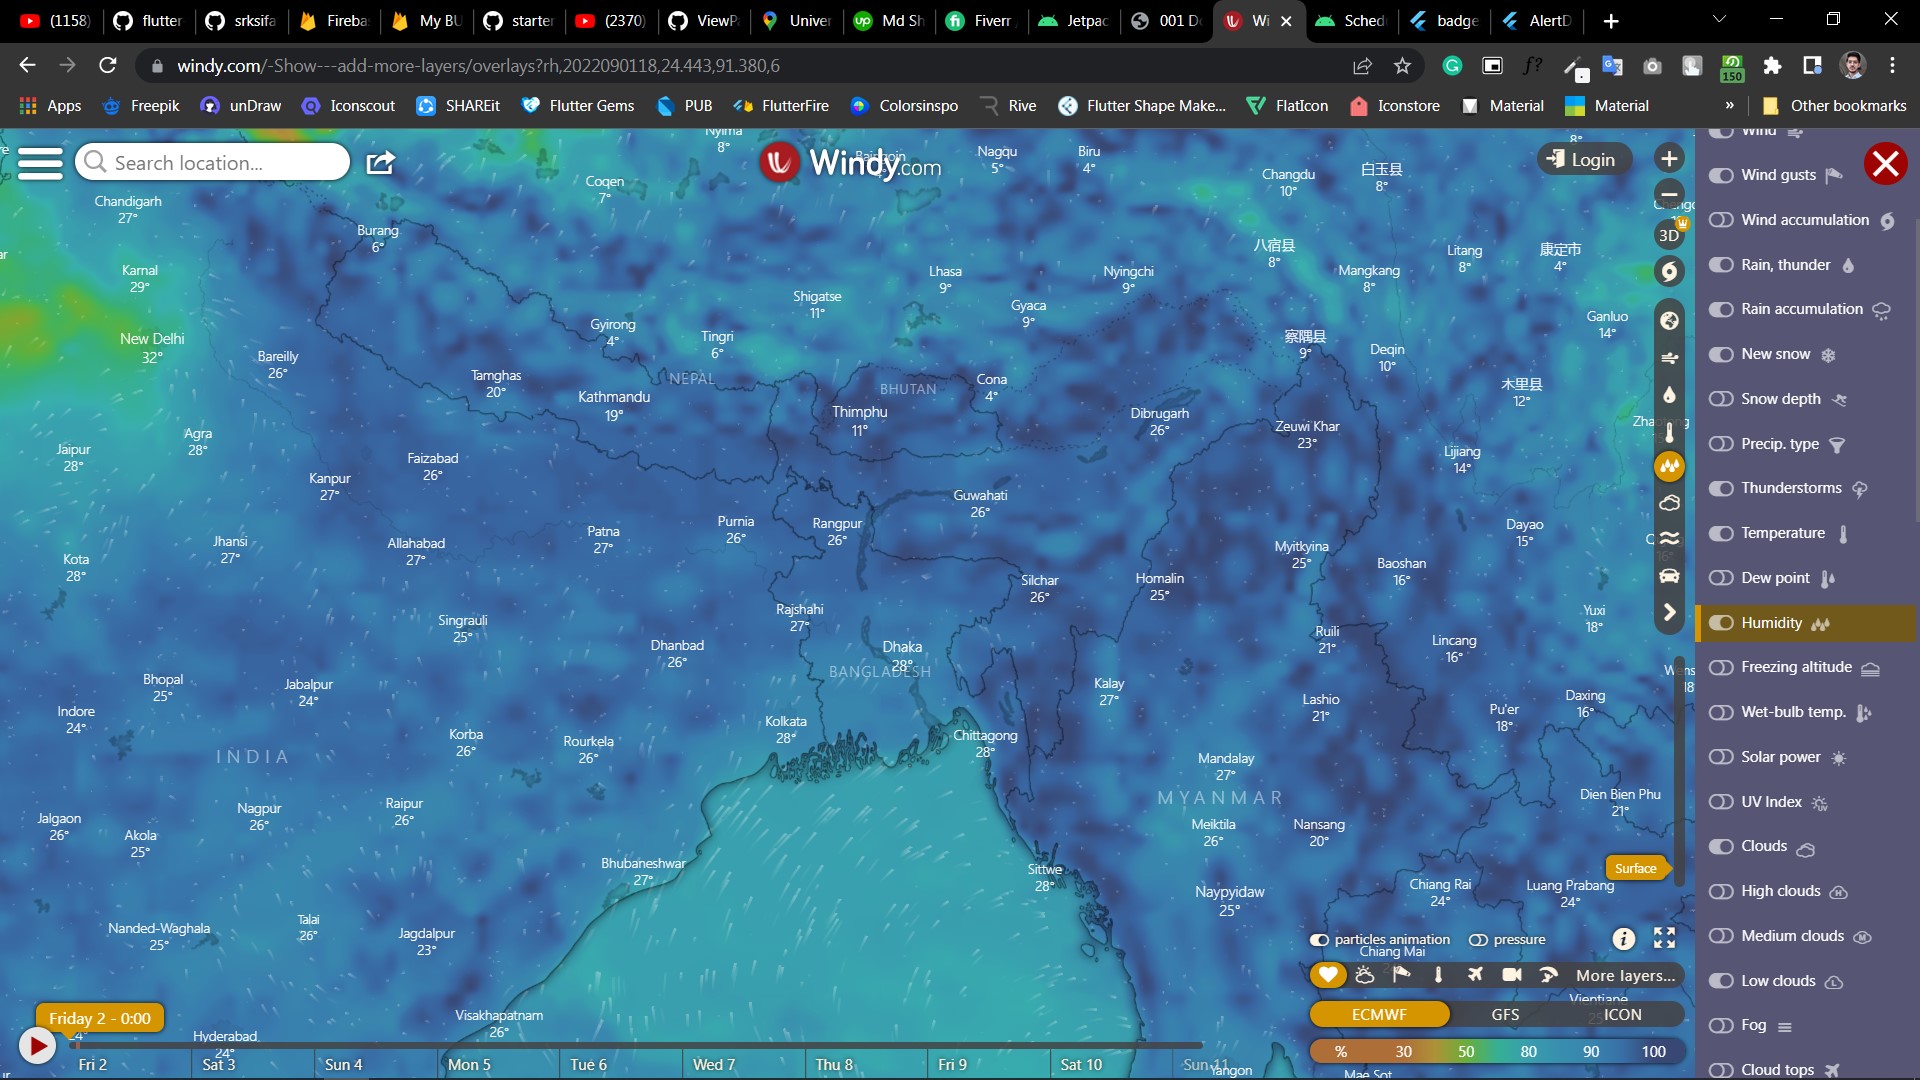 (1158)
flutter
srksifa
Fireba
My BU
starter
(2370)
ViewP
Univer
Md Sh
Fiverr
Jetpac
001 D
Wi
Sched
badge
AlertD
windy.com/-Show---add-more-layers/overlays?rh,2022090118,24.443,91.380,6
150
Apps
Freepik
unDraw
Iconscout
SHAREit
Flutter Gems
PUB
FlutterFire
Colorsinspo
Rive
Flutter Shape Make...
FlatIcon
Iconstore
Material
Material
»
Other bookmarks
Search location...
Windy.com
Login
3D
Nyima
8°
Nagqu
5°
Biru
4°
8°
Changdu
10°
白玉县
8°
Coqen
7°
Chandigarh
27°
Burang
6°
八宿县
8°
Litang
8°
康定市
4°
Karnal
29°
Lhasa
9°
Nyingchi
9°
Mangkang
8°
Shigatse
11°
Gyaca
9°
Ganluo
14°
New Delhi
32°
Gyirong
4°
Tingri
6°
察隅县
9°
Deqin
10°
Bareilly
26°
NEPAL
Tamghas
20°
Kathmandu
19°
BHUTAN
Cona
4°
木里县
12°
Thimphu
11°
Dibrugarh
26°
Zeuwi Khar
23°
Agra
28°
Jaipur
28°
Faizabad
26°
Lijiang
14°
Kanpur
27°
Guwahati
26°
Purnia
26°
Rangpur
26°
Dayao
15°
Jhansi
27°
Allahabad
27°
Patna
27°
Myitkyina
25°
Kota
28°
Silchar
26°
Homalin
25°
Baoshan
16°
Rajshahi
27°
Yuxi
18°
Singrauli
25°
Dhanbad
26°
Dhaka
28°
BANGLADESH
Ruili
21°
Lincang
16°
Bhopal
25°
Jabalpur
24°
Kalay
27°
Lashio
21°
Pu'er
18°
Daxing
16°
Indore
24°
Kolkata
28°
Chittagong
28°
Korba
26°
Rourkela
26°
INDIA
Mandalay
27°
MYANMAR
Dien Bien Phu
21°
Nagpur
26°
Raipur
26°
Jalgaon
26°
Akola
25°
Meiktila
26°
Nansang
20°
Bhubaneshwar
27°
Sittwe
28°
Naypyidaw
25°
Chiang Rai
24°
Luang Prabang
24°
Nanded-Waghala
25°
Talai
26°
Jagdalpur
23°
Chiang Mai
Vientiane
Visakhapatnam
26°
Hyderabad
24°
Yangon
Mae Sot
Surface
particles animation
pressure
More layers...
ECMWF
GFS
ICON
%
30
50
80
90
100
Friday 2 - 0:00
Fri 2
Sat 3
Sun 4
Mon 5
Tue 6
Wed 7
Thu 8
Fri 9
Sat 10
Sun 11
Wind
Wind gusts
Wind accumulation
Rain, thunder
Rain accumulation
New snow
Snow depth
Precip. type
Thunderstorms
Temperature
Dew point
Humidity
Freezing altitude
Wet-bulb temp.
Solar power
UV Index
Clouds
High clouds
Medium clouds
Low clouds
Fog
Cloud tops